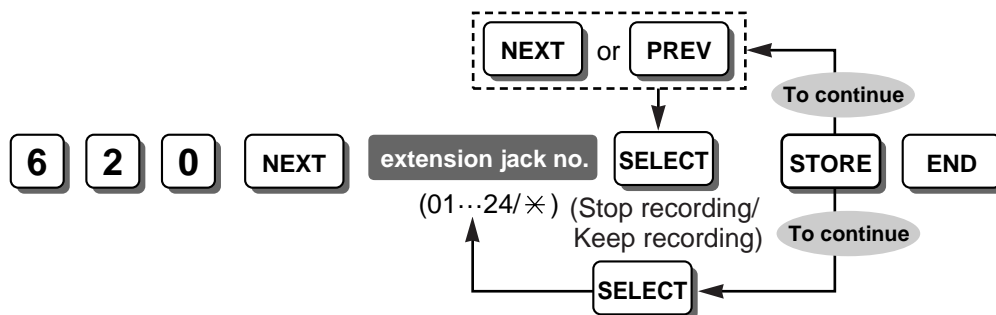 NEXT or PREV
To continue
6 2 0 NEXT extension jack no. SELECT STORE END
(01···24/✳) (Stop recording/
Keep recording)
To continue
SELECT